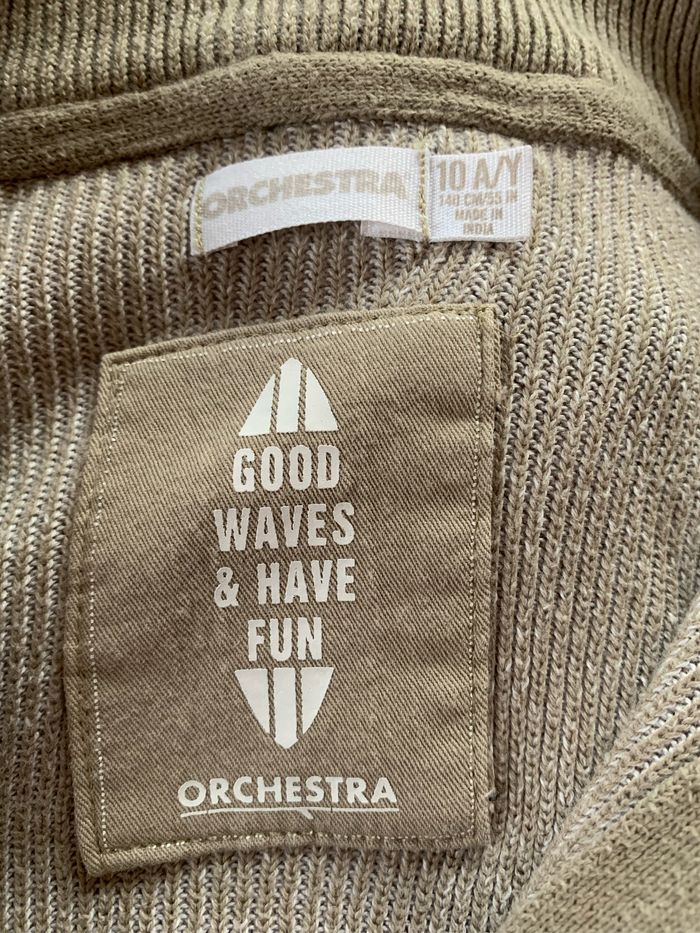 ORCHESTRA
10 A/Y
140 CM/55 IN
MADE IN
INDIA
GOOD
WAVES
& HAVE
FUN
ORCHESTRA